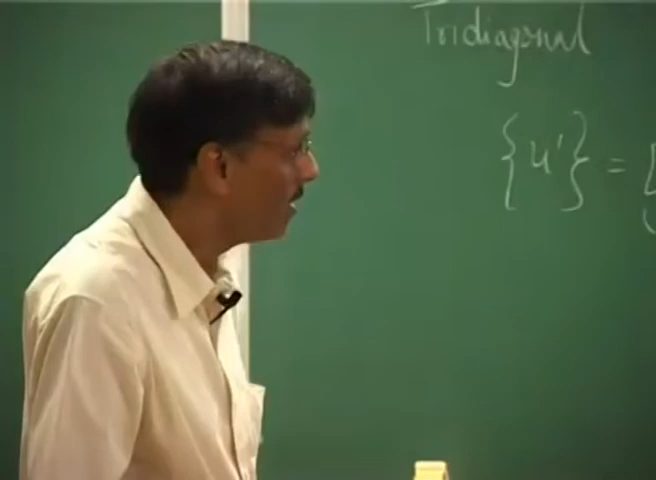 Tridiagonal
{u'} = {